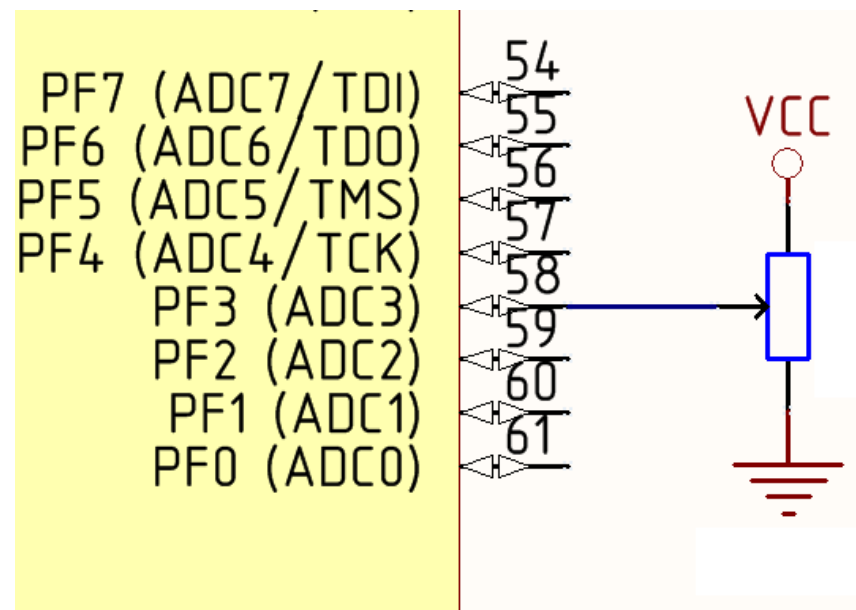 54
PF7 (ADC7/TDI)
55
PF6 (ADC6/TDO)
56
PF5 (ADC5/TMS)
57
PF4 (ADC4/TCK)
58
PF3 (ADC3)
59
PF2 (ADC2)
60
PF1 (ADC1)
61
PF0 (ADC0)
VCC